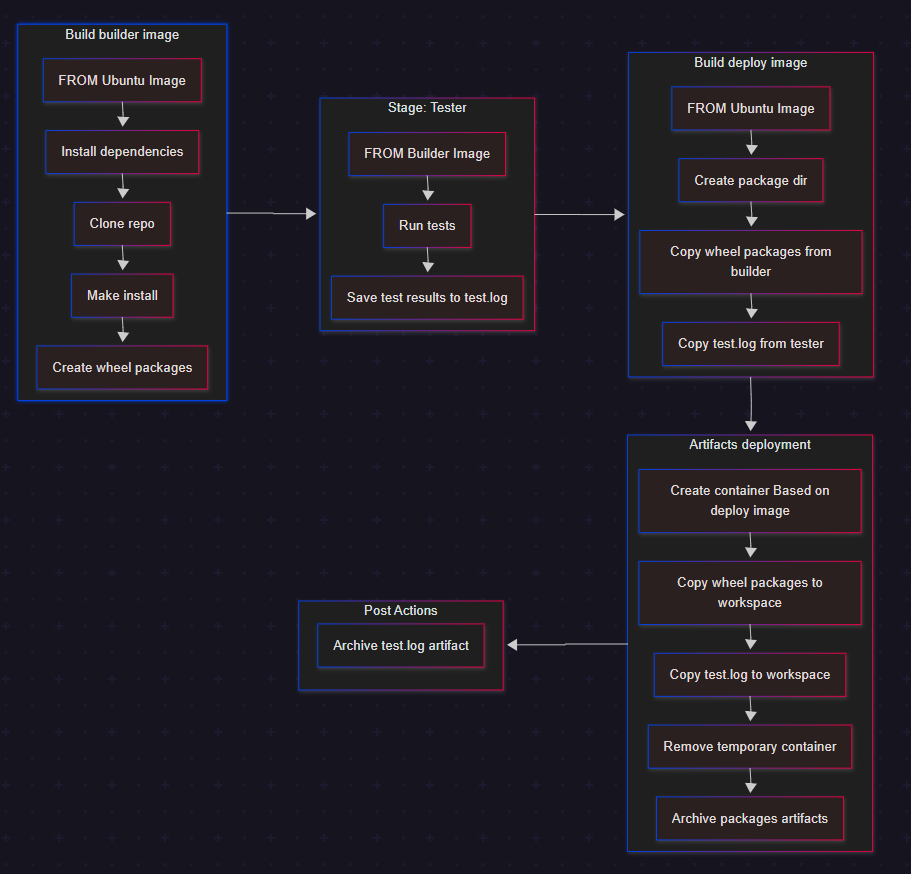 Build builder image
FROM Ubuntu Image
Install dependencies
Clone repo
Make install
Create wheel packages
Stage: Tester
FROM Builder Image
Run tests
Save test results to test.log
Build deploy image
FROM Ubuntu Image
Create package dir
Copy wheel packages from
builder
Copy test.log from tester
Artifacts deployment
Create container Based on
deploy image
Copy wheel packages to
workspace
Copy test.log to workspace
Remove temporary container
Archive packages artifacts
Post Actions
Archive test.log artifact